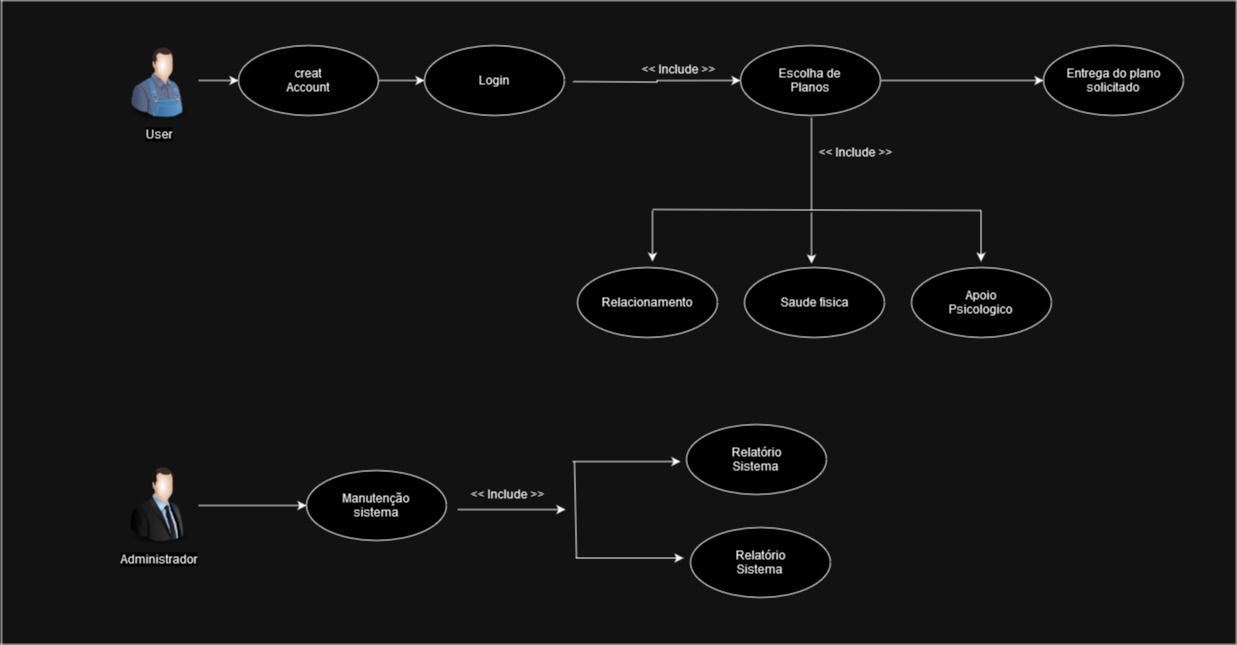 creat
Account
Login
<< Include >>
Escolha de
Planos
Entrega do plano
solicitado
User
<< Include >>
Relacionamento
Saude fisica
Apoio
Psicologico
Relatório
Sistema
Manutenção
sistema
<< Include >>
Administrador
Relatório
Sistema